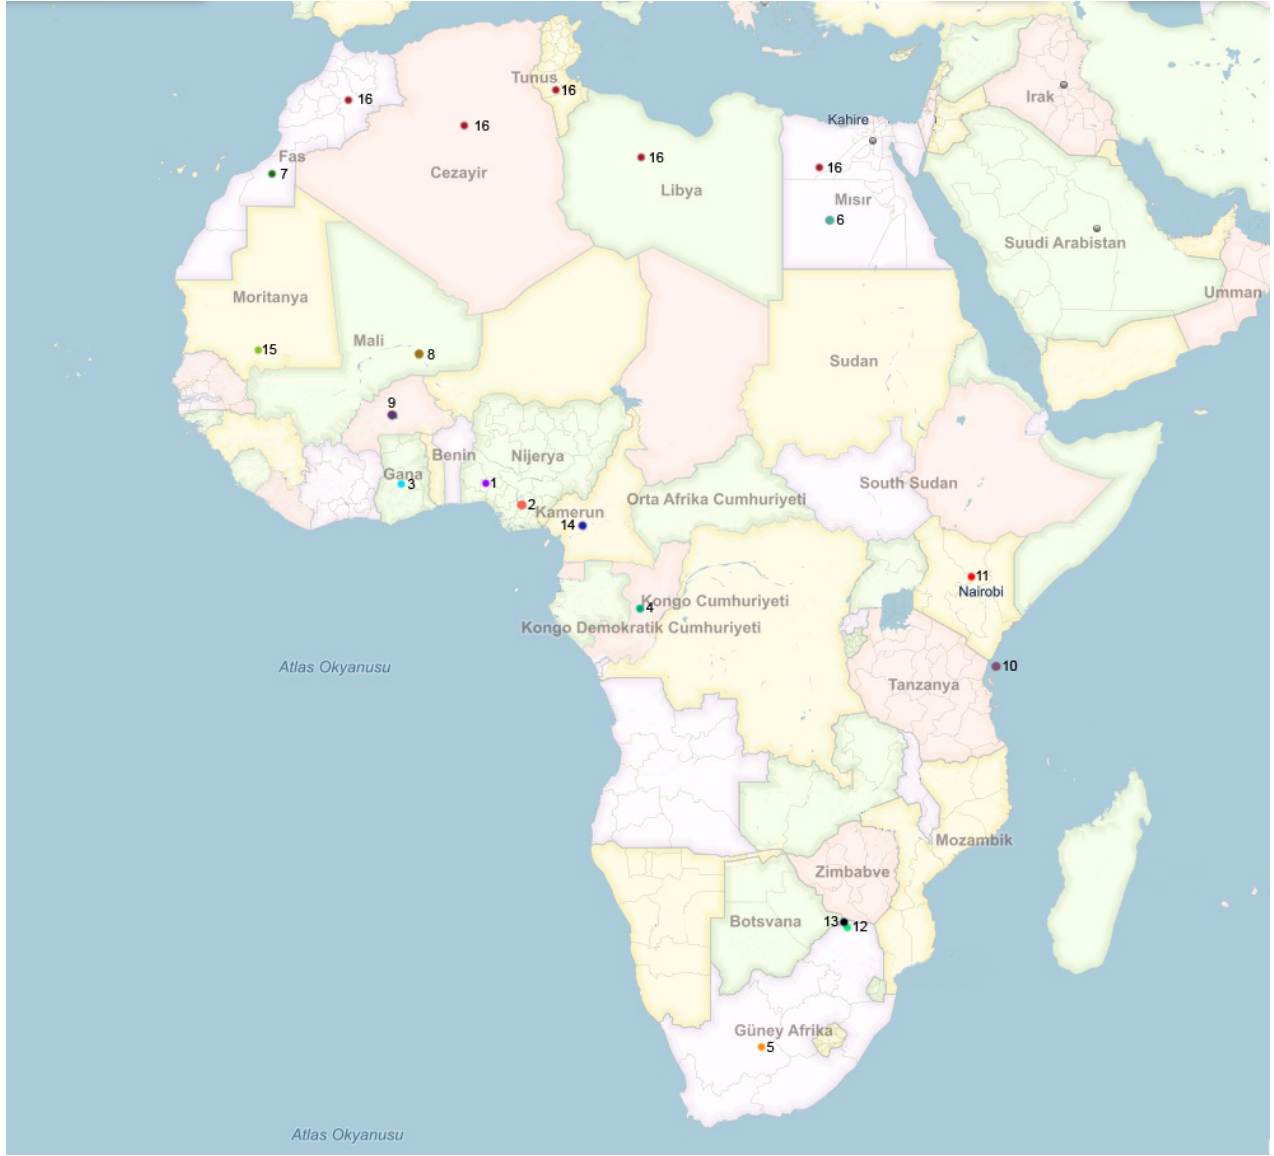 Tunus
16
16
16
Irak
Kahire
16
Fas
7
Cezayir
16
Libya
16
Mısır
6
Suudi Arabistan
Umman
Moritanya
15
Mali
8
Sudan
9
Gana
3
Benin
Nijerya
1
2
Kamerun
14
Orta Afrika Cumhuriyeti
South Sudan
11
Nairobi
4
Kongo Cumhuriyeti
Kongo Demokratik Cumhuriyeti
Atlas Okyanusu
10
Tanzanya
Mozambik
Zimbabve
Botsvana
13
12
Güney Afrika
5
Atlas Okyanusu